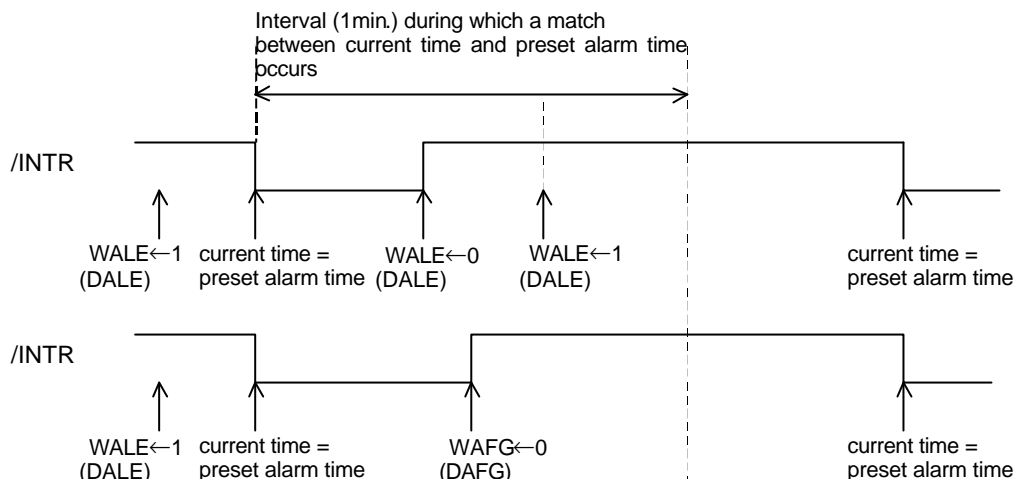 Interval (1min.) during which a match
between current time and preset alarm time
occurs
/INTR
WALE←1 current time = WALE←0 WALE←1 current time =
(DALE) preset alarm time (DALE) (DALE) preset alarm time
/INTR
WALE←1 current time = WAFG←0 current time =
(DALE) preset alarm time (DAFG) preset alarm time